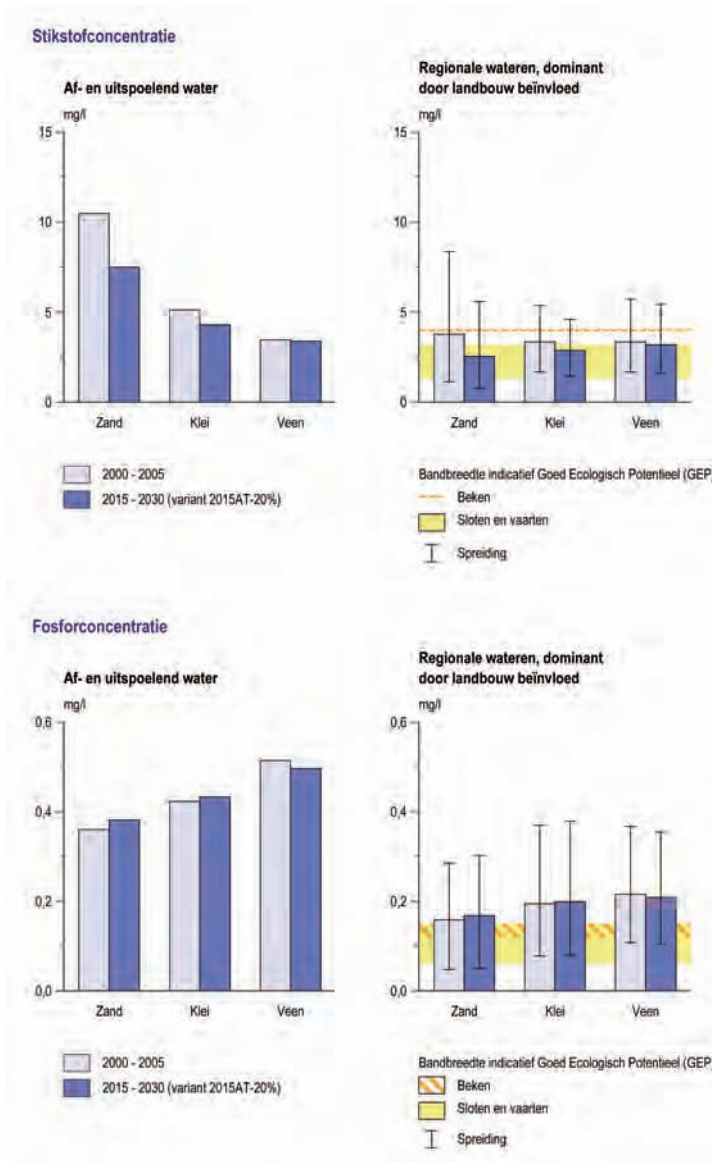 Stikstofconcentratie
Af- en uitspoelend water
mg/l
15
10
5
0
Zand Klei Veen
2000 - 2005
2015 - 2030 (variant 2015AT-20%)
Regionale wateren, dominant
door landbouw beïnvloed
mg/l
15
10
5
0
Zand Klei Veen
Bandbreedte indicatief Goed Ecologisch Potentieel (GEP)
Beken
Sloten en vaarten
Spreiding
Fosforconcentratie
Af- en uitspoelend water
mg/l
0,6
0,4
0,2
0,0
Zand Klei Veen
2000 - 2005
2015 - 2030 (variant 2015AT-20%)
Regionale wateren, dominant
door landbouw beïnvloed
mg/l
0,6
0,4
0,2
0,0
Zand Klei Veen
Bandbreedte indicatief Goed Ecologisch Potentieel (GEP)
Beken
Sloten en vaarten
Spreiding